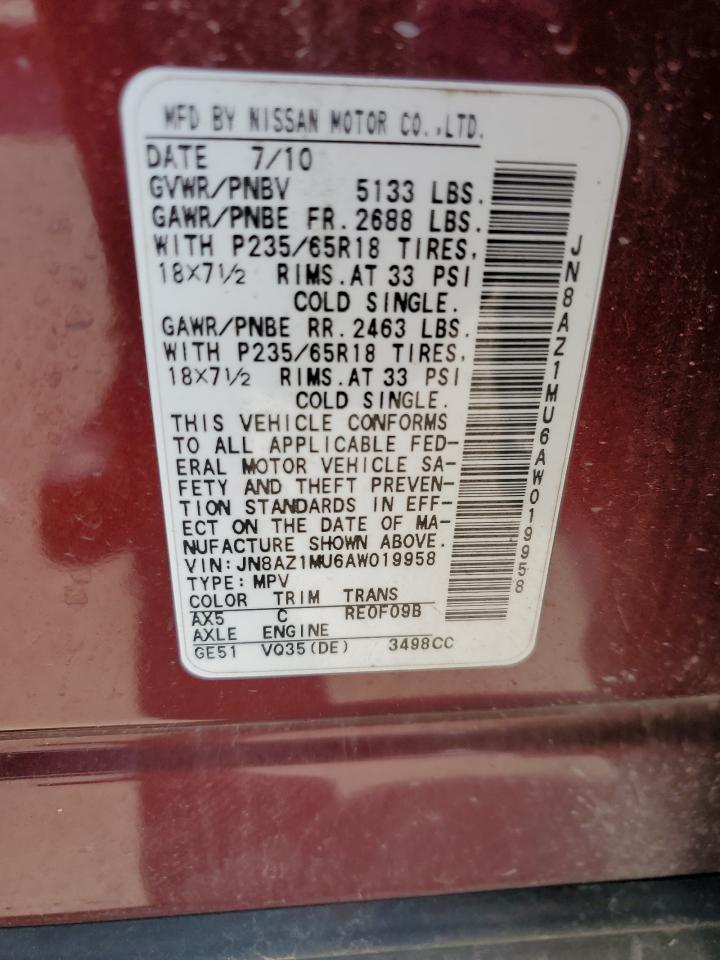 MFD BY NISSAN MOTOR CO.,LTD.
DATE 7/10
GVWR/PNBV 5133 LBS.
GAWR/PNBE FR.2688 LBS.
WITH P235/65R18 TIRES,
18X7½ RIMS.AT 33 PSI
COLD SINGLE.
GAWR/PNBE RR.2463 LBS.
WITH P235/65R18 TIRES,
18X7½ RIMS.AT 33 PSI
COLD SINGLE.
THIS VEHICLE CONFORMS
TO ALL APPLICABLE FED-
ERAL MOTOR VEHICLE SA-
FETY AND THEFT PREVEN-
TION STANDARDS IN EFF-
ECT ON THE DATE OF MA-
NUFACTURE SHOWN ABOVE.
VIN:JN8AZ1MU6AW019958
TYPE:MPV
COLOR TRIM TRANS
AX5 C RE0F09B
AXLE ENGINE
GE51 VQ35(DE) 3498CC
JN8AZ1MU6AW019958